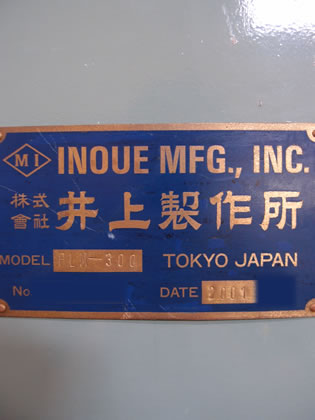 MI INOUE MFG., INC.
株式會社 井上製作所
MODEL PLM-300 TOKYO JAPAN
No DATE 2001